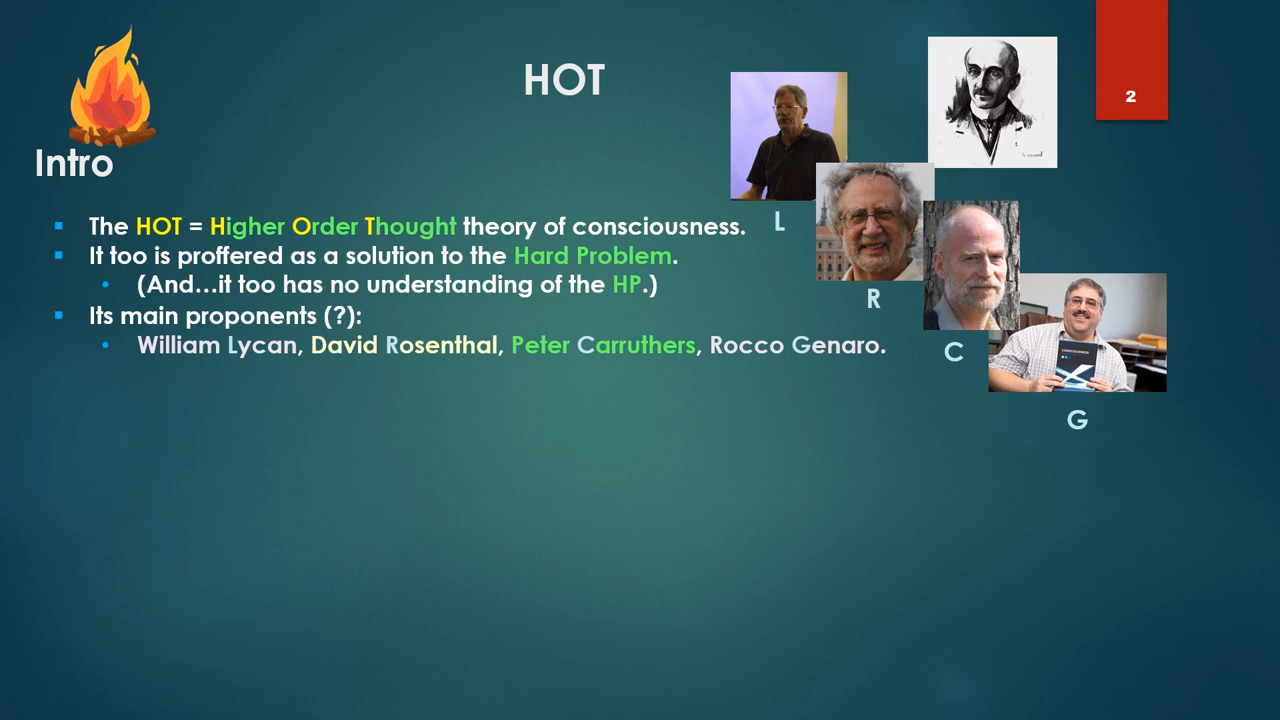 HOT
2
Intro
The HOT = Higher Order Thought theory of consciousness.
It too is proffered as a solution to the Hard Problem.
(And…it too has no understanding of the HP.)
Its main proponents (?):
William Lycan, David Rosenthal, Peter Carruthers, Rocco Genaro.
L
R
C
G